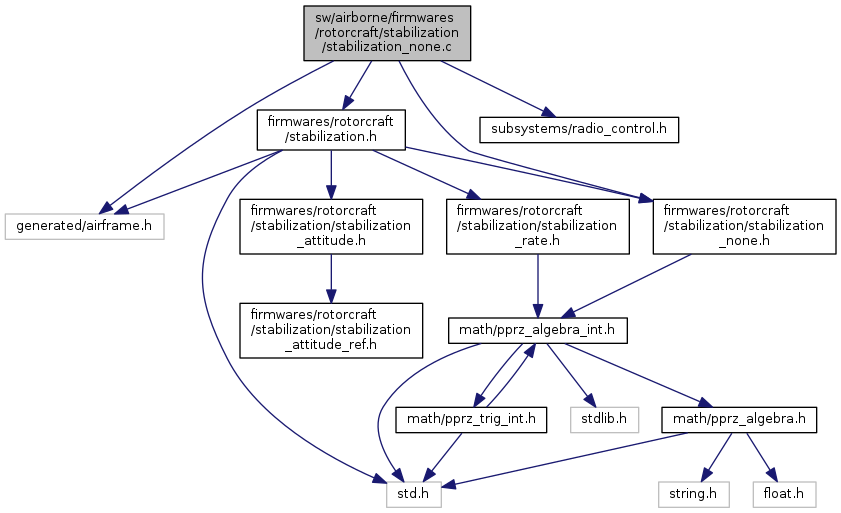 sw/airborne/firmwares
/rotorcraft/stabilization
/stabilization_none.c
firmwares/rotorcraft
/stabilization.h
subsystems/radio_control.h
generated/airframe.h
firmwares/rotorcraft
/stabilization/stabilization
_attitude.h
firmwares/rotorcraft
/stabilization/stabilization
_rate.h
firmwares/rotorcraft
/stabilization/stabilization
_none.h
firmwares/rotorcraft
/stabilization/stabilization
_attitude_ref.h
math/pprz_algebra_int.h
math/pprz_trig_int.h
stdlib.h
math/pprz_algebra.h
std.h
string.h
float.h